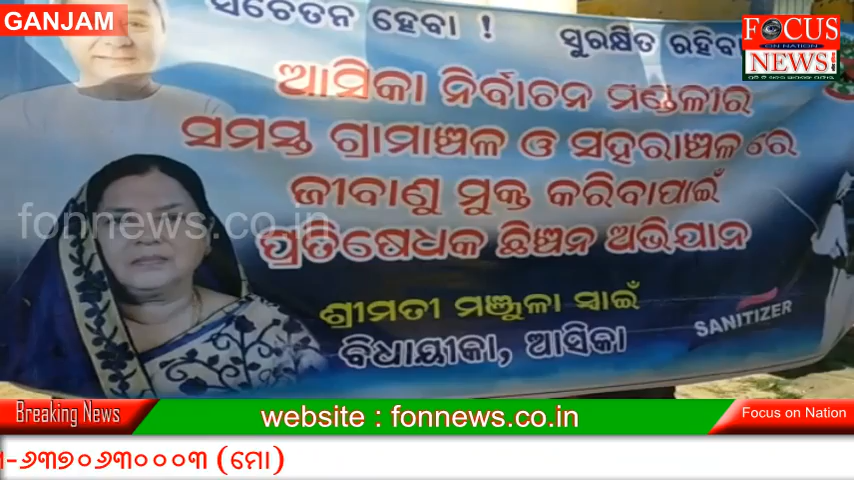 GANJAM
ସଚେତନ ହେବା ! ସୁରକ୍ଷିତ ରହିବା
FOCUS
ON NATION
NEWS
ଆସିକା ନିର୍ବାଚନ ମଣ୍ଡଳୀର
ସମସ୍ତ ଗ୍ରାମାଞ୍ଚଳ ଓ ସହରାଞ୍ଚଳରେ
ଜୀବାଣୁ ମୁକ୍ତ କରିବାପାଇଁ
ପ୍ରତିଷେଧକ ଛିଞ୍ଚନ ଅଭିଯାନ
fonnews.co.in
ଶ୍ରୀମତୀ ମଞ୍ଜୁଳା ସ୍ୱାଇଁ
ବିଧାୟୀକା, ଆସିକା
SANITIZER
Breaking News
website : fonnews.co.in
Focus on Nation
-୬୩୭୦୬୩୦୦୦୩ (ମୋ)